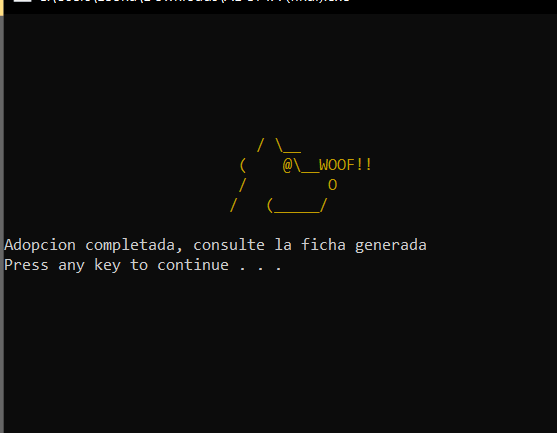 / \__
(    @\__WOOF!!
/         O
/   (_____/
Adopcion completada, consulte la ficha generada
Press any key to continue . . .